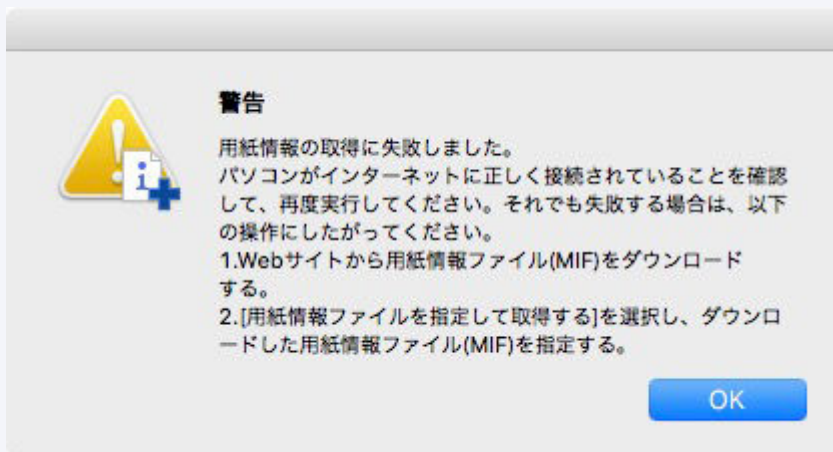 警告
用紙情報の取得に失敗しました。
パソコンがインターネットに正しく接続されていることを確認
して、再度実行してください。それでも失敗する場合は、以下
の操作にしたがってください。
1.Webサイトから用紙情報ファイル(MIF)をダウンロード
する。
2.[用紙情報ファイルを指定して取得する]を選択し、ダウンロ
ードした用紙情報ファイル(MIF)を指定する。
OK